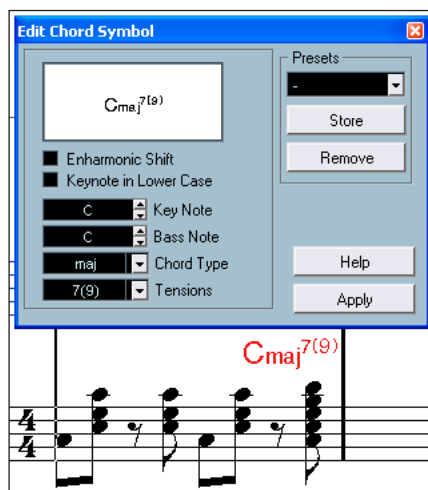 Edit Chord Symbol
Cmaj7(9)
Enharmonic Shift
Keynote in Lower Case
C Key Note
C Bass Note
maj Chord Type
7(9) Tensions
Presets
-
Store
Remove
Help
Apply
Cmaj7(9)
4
4